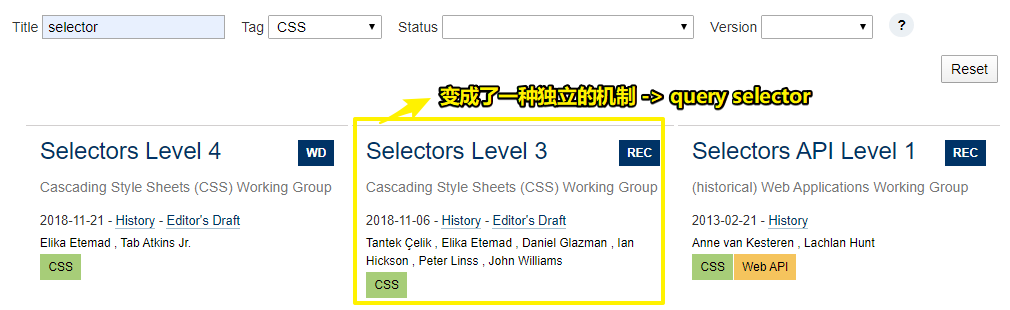 Title selector Tag CSS Status Version ?
Reset
变成了一种独立的机制 -> query selector
Selectors Level 4 WD
Cascading Style Sheets (CSS) Working Group
2018-11-21 - History - Editor's Draft
Elika Etemad , Tab Atkins Jr.
CSS
Selectors Level 3 REC
Cascading Style Sheets (CSS) Working Group
2018-11-06 - History - Editor's Draft
Tantek Çelik , Elika Etemad , Daniel Glazman , Ian
Hickson , Peter Linss , John Williams
CSS
Selectors API Level 1 REC
(historical) Web Applications Working Group
2013-02-21 - History
Anne van Kesteren , Lachlan Hunt
CSS Web API